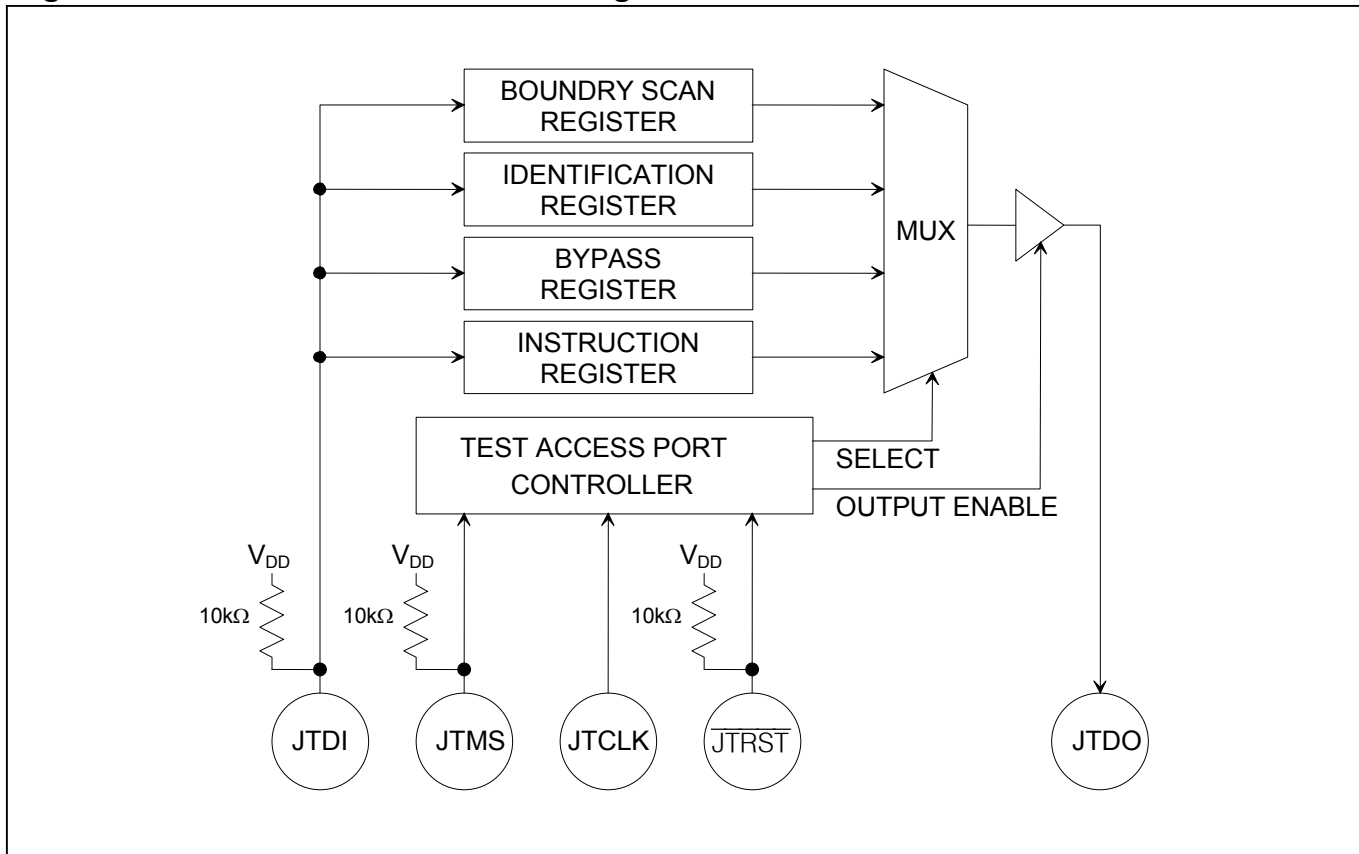 BOUNDRY SCAN
REGISTER
IDENTIFICATION
REGISTER
BYPASS
REGISTER
INSTRUCTION
REGISTER
MUX
TEST ACCESS PORT
CONTROLLER
SELECT
OUTPUT ENABLE
VDD
10kΩ
VDD
10kΩ
VDD
10kΩ
JTDI
JTMS
JTCLK
JTRST
JTDO